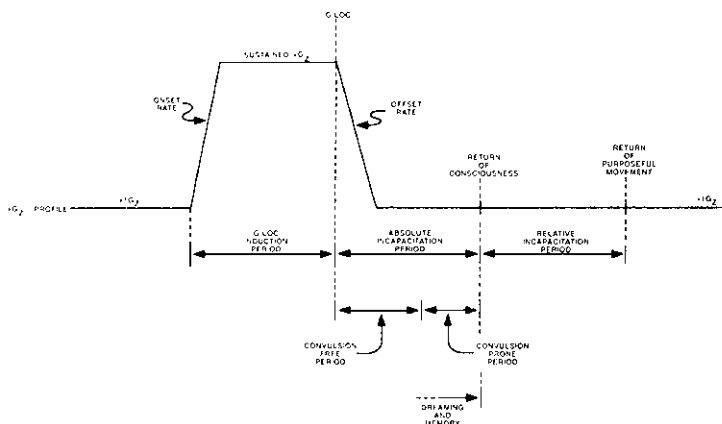 G LOC
SUSTAINED +Gz
ONSET
RATE
OFFSET
RATE
RETURN
OF
CONSCIOUSNESS
RETURN
OF
PURPOSEFUL
MOVEMENT
+Gz PROFILE
+1Gz
+1Gz
G LOC
INDUCTION
PERIOD
ABSOLUTE
INCAPACITATION
PERIOD
RELATIVE
INCAPACITATION
PERIOD
CONVULSION
FREE
PERIOD
CONVULSION
PRONE
PERIOD
DREAMING
AND
MEMORY